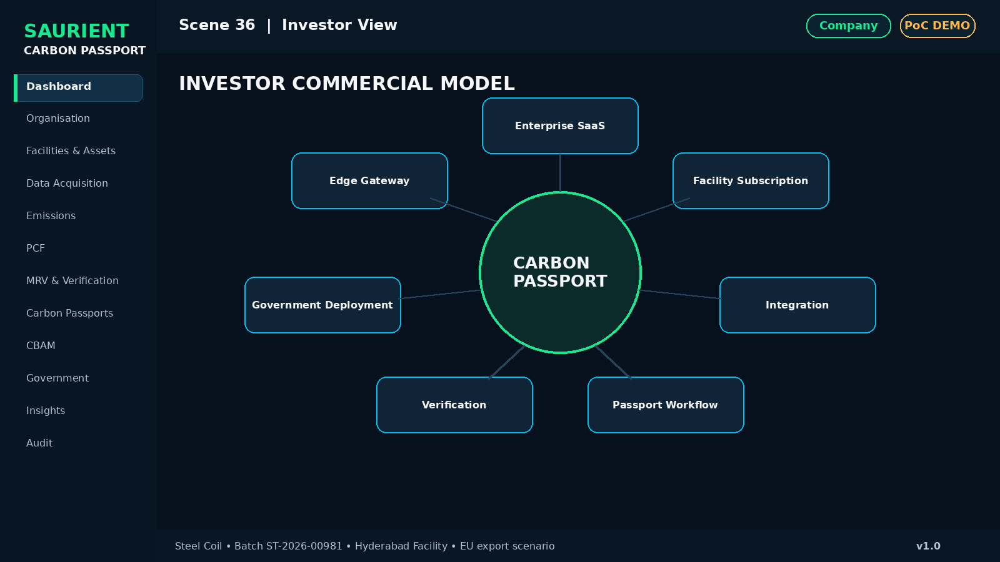 SAURIENT
CARBON PASSPORT
Dashboard
Organisation
Facilities & Assets
Data Acquisition
Emissions
PCF
MRV & Verification
Carbon Passports
CBAM
Government
Insights
Audit
Scene 36 | Investor View
Company
PoC DEMO
INVESTOR COMMERCIAL MODEL
Enterprise SaaS
Edge Gateway
Facility Subscription
CARBON
PASSPORT
Government Deployment
Integration
Verification
Passport Workflow
Steel Coil • Batch ST-2026-00981 • Hyderabad Facility • EU export scenario
v1.0